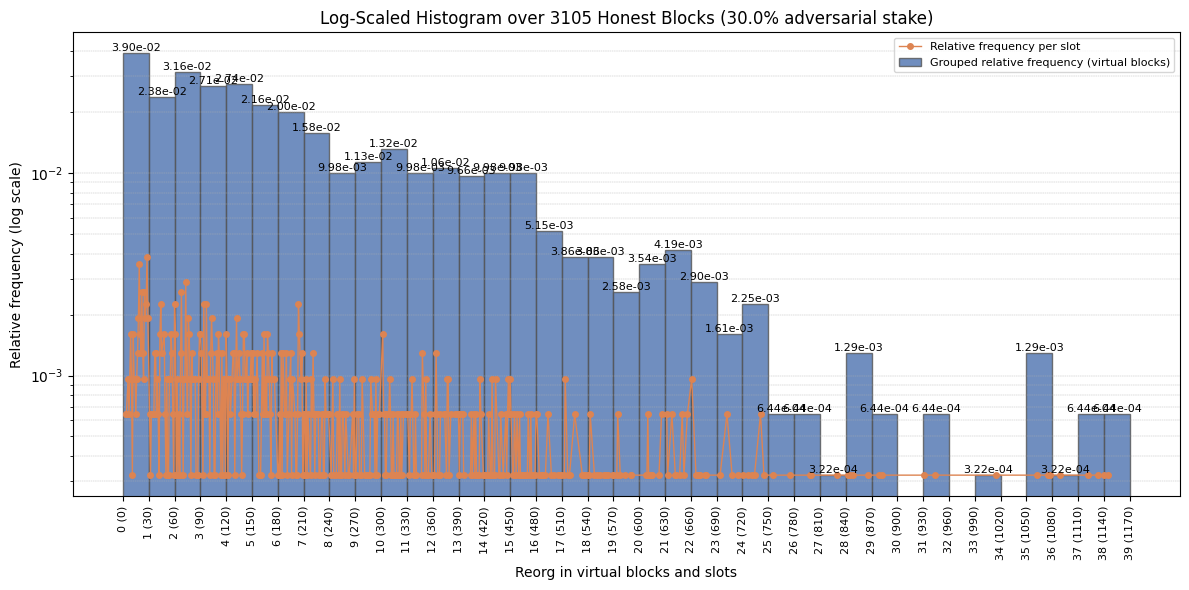 Log-Scaled Histogram over 3105 Honest Blocks (30.0% adversarial stake)
Relative frequency per slot
Grouped relative frequency (virtual blocks)
Relative frequency (log scale)
10⁻²
10⁻³
3.90e-02
2.38e-02
3.16e-02
2.71e-02
2.74e-02
2.16e-02
2.00e-02
1.58e-02
9.98e-03
1.13e-02
1.32e-02
9.98e-03
1.06e-02
9.66e-03
9.98e-03
9.98e-03
5.15e-03
3.86e-03
3.86e-03
2.58e-03
3.54e-03
4.19e-03
2.90e-03
1.61e-03
2.25e-03
6.44e-04
6.44e-04
3.22e-04
1.29e-03
6.44e-04
6.44e-04
3.22e-04
1.29e-03
3.22e-04
6.44e-04
6.44e-04
0 (0)
1 (30)
2 (60)
3 (90)
4 (120)
5 (150)
6 (180)
7 (210)
8 (240)
9 (270)
10 (300)
11 (330)
12 (360)
13 (390)
14 (420)
15 (450)
16 (480)
17 (510)
18 (540)
19 (570)
20 (600)
21 (630)
22 (660)
23 (690)
24 (720)
25 (750)
26 (780)
27 (810)
28 (840)
29 (870)
30 (900)
31 (930)
32 (960)
33 (990)
34 (1020)
35 (1050)
36 (1080)
37 (1110)
38 (1140)
39 (1170)
Reorg in virtual blocks and slots